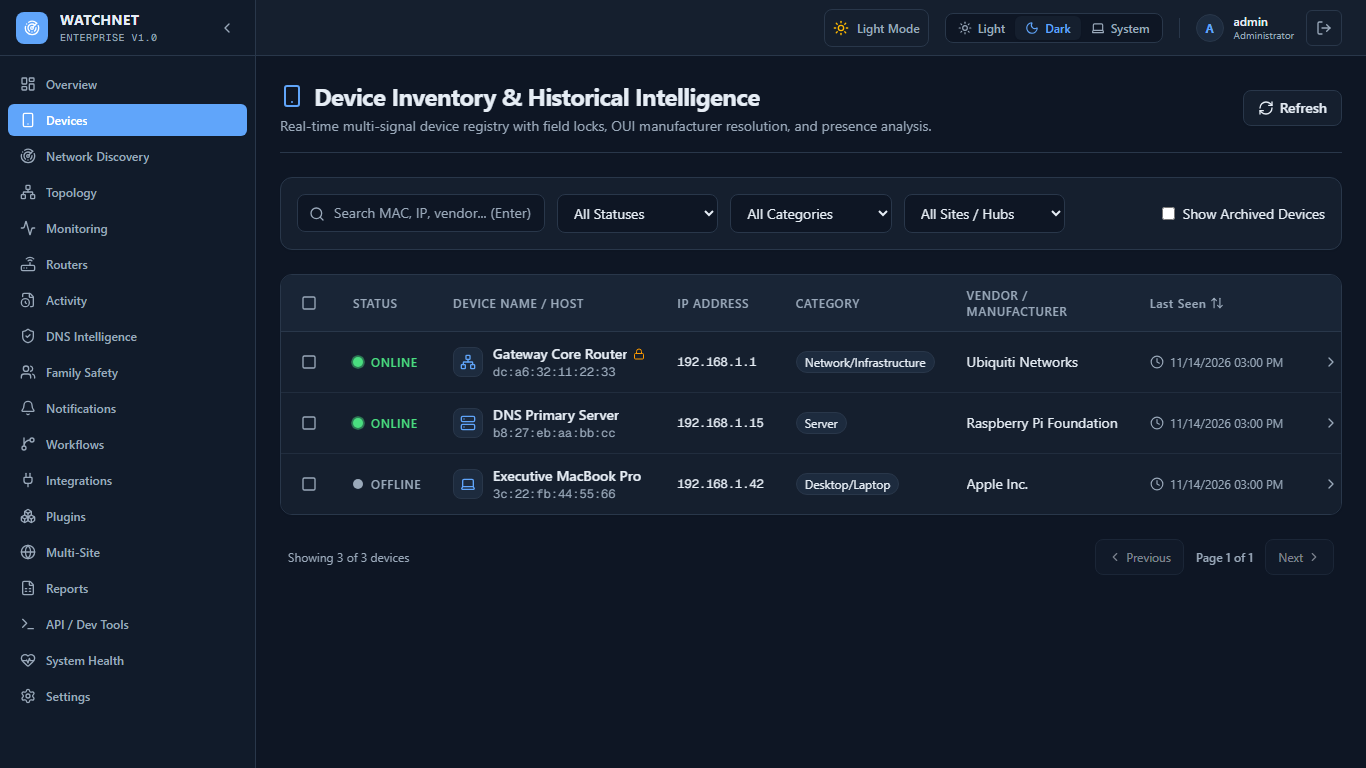 WATCHNET
ENTERPRISE V1.0
Light Mode
Light
Dark
System
A
admin
Administrator
Overview
Devices
Network Discovery
Topology
Monitoring
Routers
Activity
DNS Intelligence
Family Safety
Notifications
Workflows
Integrations
Plugins
Multi-Site
Reports
API / Dev Tools
System Health
Settings
Device Inventory & Historical Intelligence
Real-time multi-signal device registry with field locks, OUI manufacturer resolution, and presence analysis.
Refresh
Search MAC, IP, vendor... (Enter)
All Statuses
All Categories
All Sites / Hubs
Show Archived Devices
STATUS
DEVICE NAME / HOST
IP ADDRESS
CATEGORY
VENDOR /
MANUFACTURER
Last Seen
ONLINE
Gateway Core Router
dc:a6:32:11:22:33
192.168.1.1
Network/Infrastructure
Ubiquiti Networks
11/14/2026 03:00 PM
ONLINE
DNS Primary Server
b8:27:eb:aa:bb:cc
192.168.1.15
Server
Raspberry Pi Foundation
11/14/2026 03:00 PM
OFFLINE
Executive MacBook Pro
3c:22:fb:44:55:66
192.168.1.42
Desktop/Laptop
Apple Inc.
11/14/2026 03:00 PM
Showing 3 of 3 devices
Previous
Page 1 of 1
Next